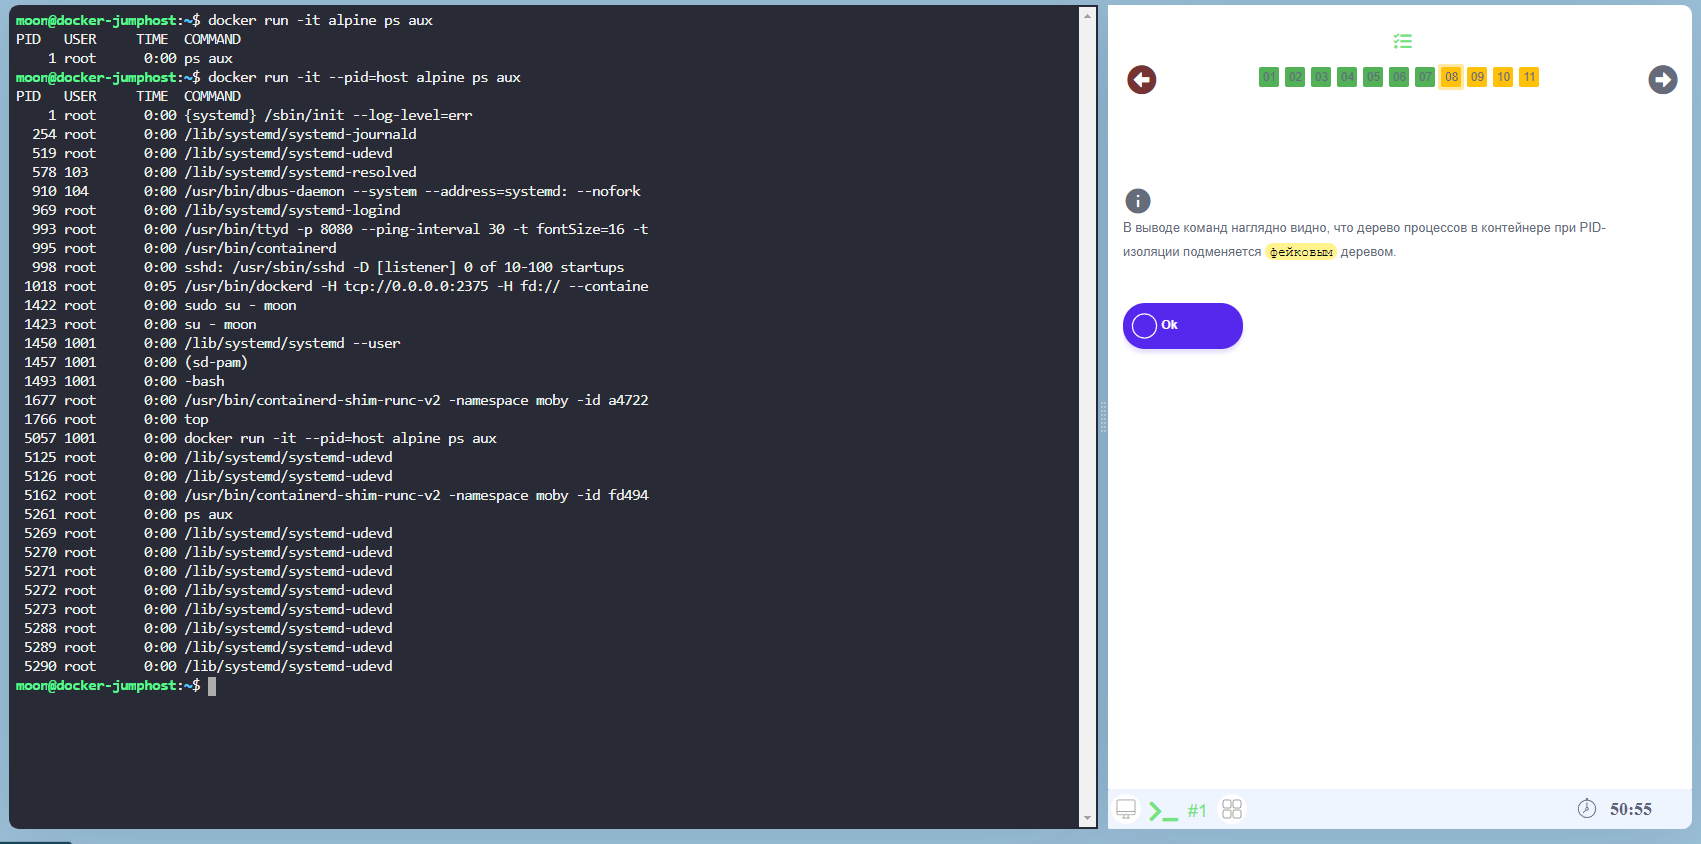 moon@docker-jumphost:~$ docker run -it alpine ps aux
PID   USER     TIME  COMMAND
    1 root      0:00 ps aux
moon@docker-jumphost:~$ docker run -it --pid=host alpine ps aux
PID   USER     TIME  COMMAND
    1 root      0:00 {systemd} /sbin/init --log-level=err
  254 root      0:00 /lib/systemd/systemd-journald
  519 root      0:00 /lib/systemd/systemd-udevd
  578 103       0:00 /lib/systemd/systemd-resolved
  910 104       0:00 /usr/bin/dbus-daemon --system --address=systemd: --nofork
  969 root      0:00 /lib/systemd/systemd-logind
  993 root      0:00 /usr/bin/ttyd -p 8080 --ping-interval 30 -t fontSize=16 -t
  995 root      0:00 /usr/bin/containerd
  998 root      0:00 sshd: /usr/sbin/sshd -D [listener] 0 of 10-100 startups
 1018 root      0:05 /usr/bin/dockerd -H tcp://0.0.0.0:2375 -H fd:// --containe
 1422 root      0:00 sudo su - moon
 1423 root      0:00 su - moon
 1450 1001      0:00 /lib/systemd/systemd --user
 1457 1001      0:00 (sd-pam)
 1493 1001      0:00 -bash
 1677 root      0:00 /usr/bin/containerd-shim-runc-v2 -namespace moby -id a4722
 1766 root      0:00 top
 5057 1001      0:00 docker run -it --pid=host alpine ps aux
 5125 root      0:00 /lib/systemd/systemd-udevd
 5126 root      0:00 /lib/systemd/systemd-udevd
 5162 root      0:00 /usr/bin/containerd-shim-runc-v2 -namespace moby -id fd494
 5261 root      0:00 ps aux
 5269 root      0:00 /lib/systemd/systemd-udevd
 5270 root      0:00 /lib/systemd/systemd-udevd
 5271 root      0:00 /lib/systemd/systemd-udevd
 5272 root      0:00 /lib/systemd/systemd-udevd
 5273 root      0:00 /lib/systemd/systemd-udevd
 5288 root      0:00 /lib/systemd/systemd-udevd
 5289 root      0:00 /lib/systemd/systemd-udevd
 5290 root      0:00 /lib/systemd/systemd-udevd
moon@docker-jumphost:~$
01 02 03 04 05 06 07 08 09 10 11
В выводе команд наглядно видно, что дерево процессов в контейнере при PID-
изоляции подменяется фейковым деревом.
Ok
#1
50:55